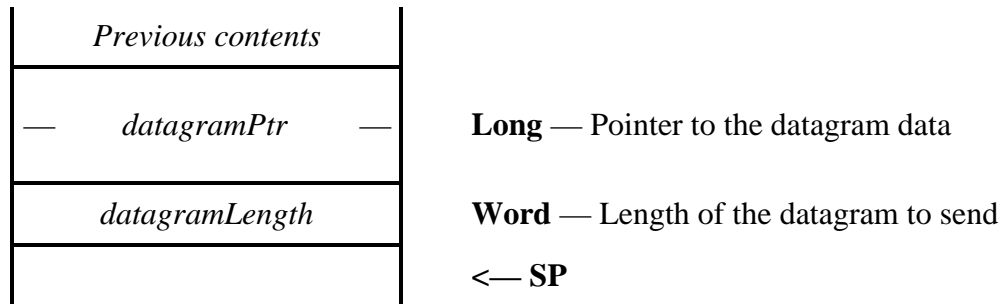 Previous contents
— datagramPtr — Long — Pointer to the datagram data
datagramLength Word — Length of the datagram to send
<— SP